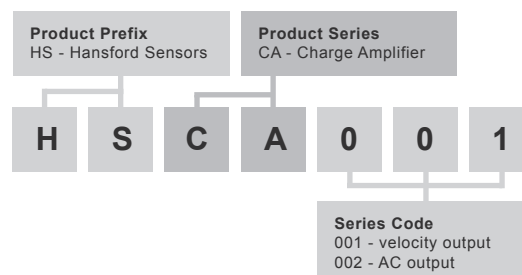 Product Prefix
HS - Hansford Sensors
Product Series
CA - Charge Amplifier
H S C A 0 0 1
Series Code
001 - velocity output
002 - AC output